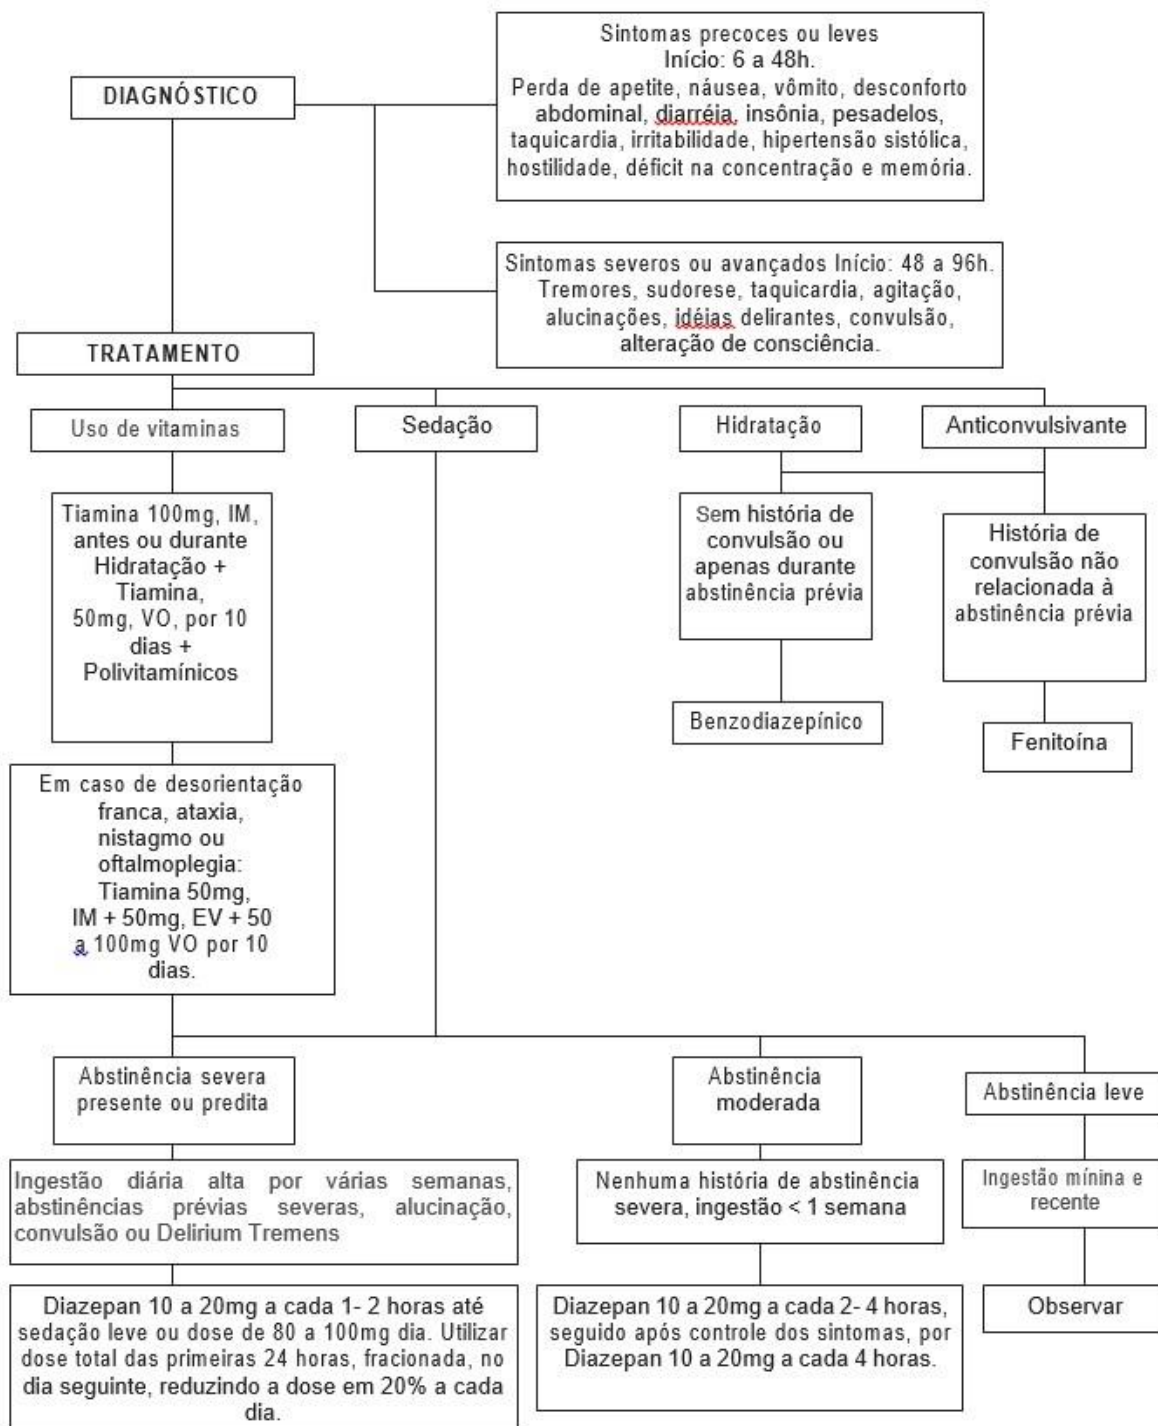 Sintomas precoces ou leves
Início: 6 a 48h.
Perda de apetite, náusea, vômito, desconforto
abdominal, diarréia, insônia, pesadelos,
taquicardia, irritabilidade, hipertensão sistólica,
hostilidade, déficit na concentração e memória.
DIAGNÓSTICO
Sintomas severos ou avançados Início: 48 a 96h.
Tremores, sudorese, taquicardia, agitação,
alucinações, idéias delirantes, convulsão,
alteração de consciência.
TRATAMENTO
Uso de vitaminas
Sedação
Hidratação
Anticonvulsivante
Tiamina 100mg, IM,
antes ou durante
Hidratação +
Tiamina,
50mg, VO, por 10
dias +
Polivitamínicos
Sem história de
convulsão ou
apenas durante
abstinência prévia
História de
convulsão não
relacionada à
abstinência prévia
Benzodiazepínico
Fenitoína
Em caso de desorientação
franca, ataxia,
nistagmo ou
oftalmoplegia:
Tiamina 50mg,
IM + 50mg, EV + 50
a 100mg VO por 10
dias.
Abstinência severa
presente ou predita
Abstinência
moderada
Abstinência leve
Ingestão diária alta por várias semanas,
abstinências prévias severas, alucinação,
convulsão ou Delirium Tremens
Nenhuma história de abstinência
severa, ingestão < 1 semana
Ingestão mínina e
recente
Diazepan 10 a 20mg a cada 1- 2 horas até
sedação leve ou dose de 80 a 100mg dia. Utilizar
dose total das primeiras 24 horas, fracionada, no
dia seguinte, reduzindo a dose em 20% a cada
dia.
Diazepan 10 a 20mg a cada 2- 4 horas,
seguido após controle dos sintomas, por
Diazepan 10 a 20mg a cada 4 horas.
Observar